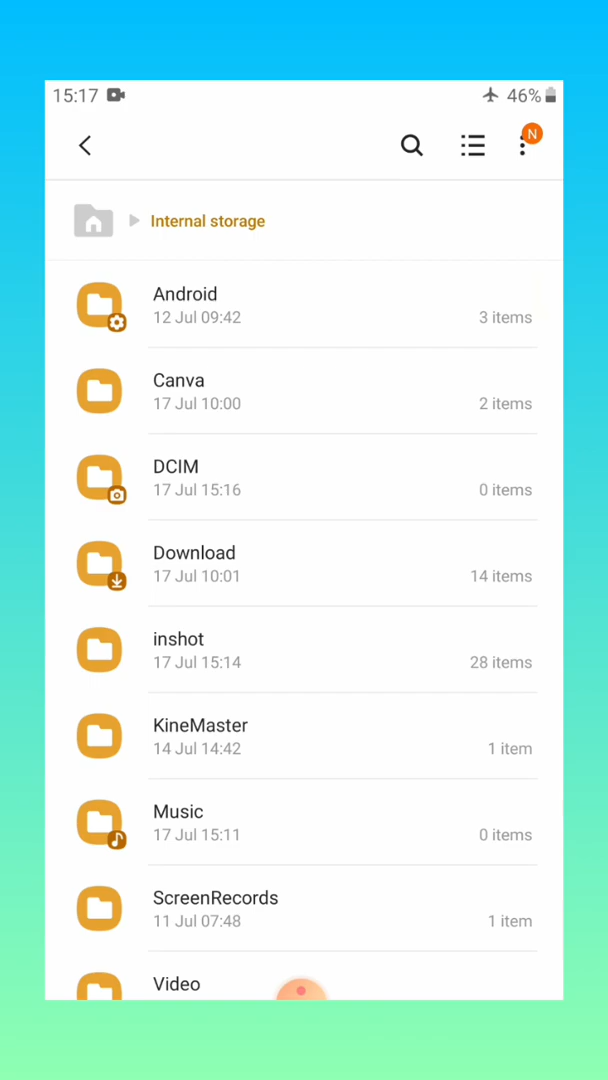 15:17
46%
N
Internal storage
Android
12 Jul 09:42
3 items
Canva
17 Jul 10:00
2 items
DCIM
17 Jul 15:16
0 items
Download
17 Jul 10:01
14 items
inshot
17 Jul 15:14
28 items
KineMaster
14 Jul 14:42
1 item
Music
17 Jul 15:11
0 items
ScreenRecords
11 Jul 07:48
1 item
Video